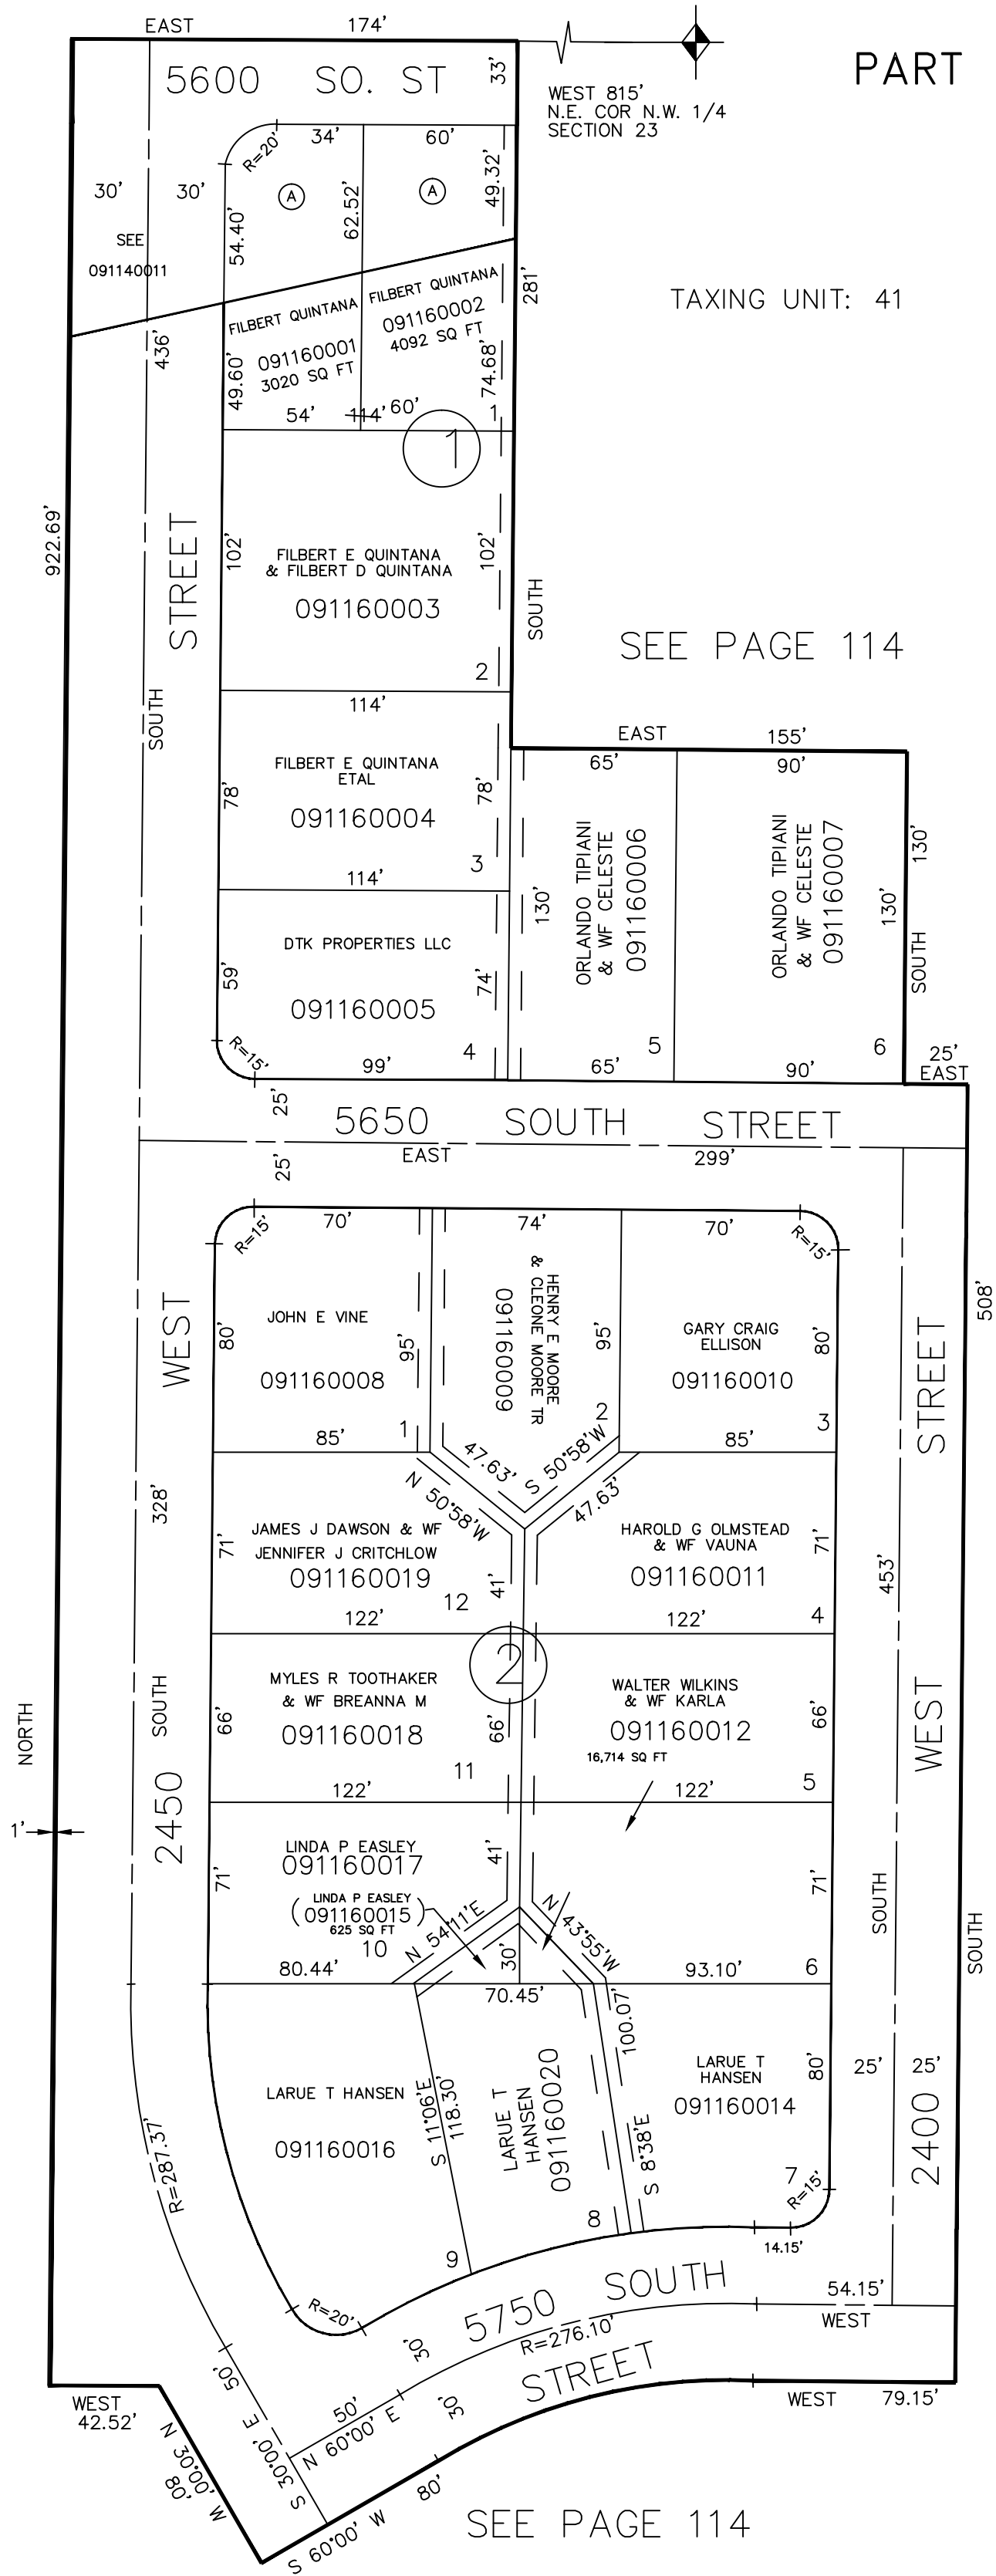 EAST
174'
PART
5600 SO. ST
33'
WEST 815'
N.E. COR N.W. 1/4
SECTION 23
R=20'
34'
60'
30'
30'
A
A
54.40'
62.52'
49.32'
SEE
091140011
TAXING UNIT: 41
281'
436'
FILBERT QUINTANA
091160001
3020 SQ FT
FILBERT QUINTANA
091160002
4092 SQ FT
49.60'
74.68'
54'
114'
60'
1
1
922.69'
STREET
102'
FILBERT E QUINTANA
& FILBERT D QUINTANA
091160003
102'
2
SOUTH
SEE PAGE 114
SOUTH
114'
EAST
155'
78'
FILBERT E QUINTANA
ETAL
091160004
78'
3
65'
90'
ORLANDO TIPIANI
& WF CELESTE
091160006
ORLANDO TIPIANI
& WF CELESTE
091160007
130'
130'
130'
114'
59'
DTK PROPERTIES LLC
091160005
74'
4
5
6
SOUTH
R=15'
99'
65'
90'
25'
EAST
25'
5650 SOUTH STREET
EAST
299'
25'
R=15'
70'
74'
70'
R=15'
508'
WEST
80'
JOHN E VINE
091160008
95'
1
HENRY E MOORE
& CLEONE MOORE TR
091160009
95'
2
GARY CRAIG
ELLISON
091160010
80'
3
STREET
85'
85'
47.63'
N 50°58'W
S 50°58'W
47.63'
328'
71'
JAMES J DAWSON & WF
JENNIFER J CRITCHLOW
091160019
12
41'
HAROLD G OLMSTEAD
& WF VAUNA
091160011
71'
4
453'
122'
122'
2
SOUTH
66'
MYLES R TOOTHAKER
& WF BREANNA M
091160018
11
66'
WALTER WILKINS
& WF KARLA
091160012
16,714 SQ FT
66'
5
WEST
NORTH
2450
122'
122'
1'
71'
LINDA P EASLEY
091160017
(LINDA P EASLEY
091160015)
625 SQ FT
10
41'
N 54°11'E
N 43°55'W
71'
6
SOUTH
SOUTH
80.44'
30'
70.45'
93.10'
100.07'
LARUE T HANSEN
091160016
S 11°06'E
118.30'
LARUE T
HANSEN
091160020
S 8°38'E
LARUE T
HANSEN
091160014
80'
25'
25'
2400
R=287.37'
9
8
7
R=15'
14.15'
R=20'
5750 SOUTH
STREET
R=276.10'
54.15'
WEST
30'
30'
50'
S 30°00' E
50'
N 60°00' E
WEST
79.15'
WEST
42.52'
N 30°00' W
80'
S 60°00' W
80'
SEE PAGE 114